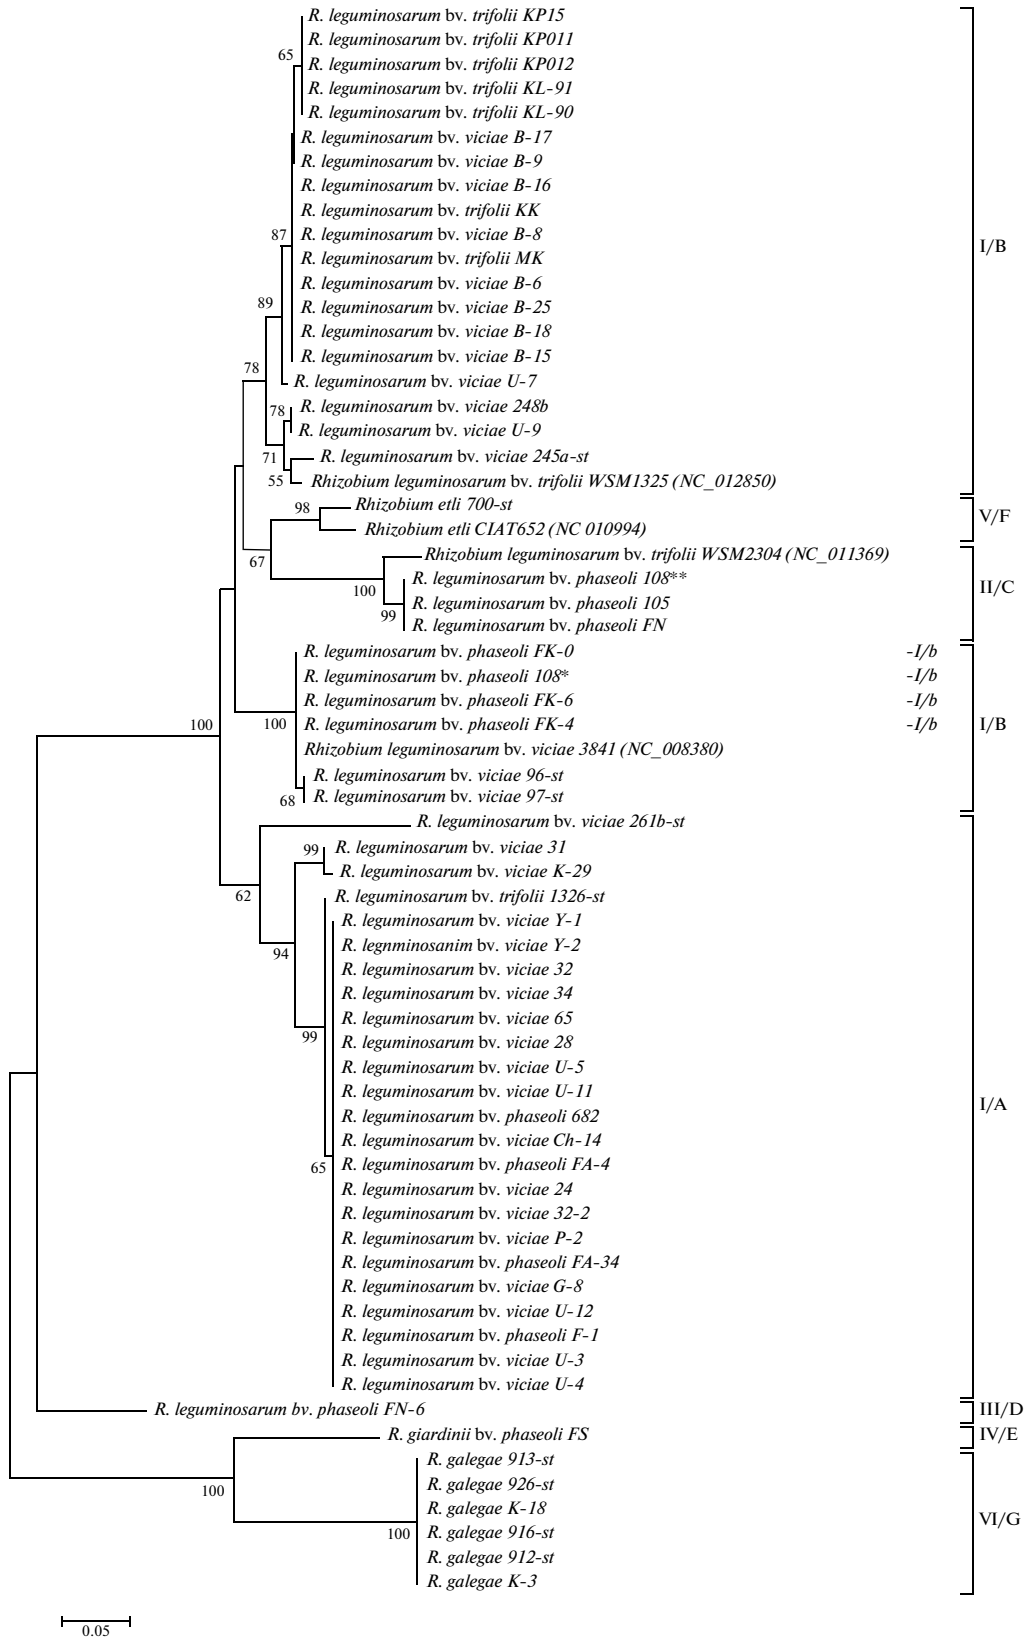 R. leguminosarum bv. trifolii KP15
R. leguminosarum bv. trifolii KP011
65
R. leguminosarum bv. trifolii KP012
R. leguminosarum bv. trifolii KL-91
R. leguminosarum bv. trifolii KL-90
R. leguminosarum bv. viciae B-17
R. leguminosarum bv. viciae B-9
R. leguminosarum bv. viciae B-16
R. leguminosarum bv. trifolii KK
87
R. leguminosarum bv. viciae B-8
I/B
R. leguminosarum bv. trifolii MK
R. leguminosarum bv. viciae B-6
89
R. leguminosarum bv. viciae B-25
R. leguminosarum bv. viciae B-18
R. leguminosarum bv. viciae B-15
78
R. leguminosarum bv. viciae U-7
78
R. leguminosarum bv. viciae 248b
R. leguminosarum bv. viciae U-9
71
R. leguminosarum bv. viciae 245a-st
55
Rhizobium leguminosarum bv. trifolii WSM1325 (NC_012850)
98
Rhizobium etli 700-st
V/F
Rhizobium etli CIAT652 (NC 010994)
67
Rhizobium leguminosarum bv. trifolii WSM2304 (NC_011369)
100
R. leguminosarum bv. phaseoli 108**
II/C
R. leguminosarum bv. phaseoli 105
99
R. leguminosarum bv. phaseoli FN
R. leguminosarum bv. phaseoli FK-0 -I/b
R. leguminosarum bv. phaseoli 108* -I/b
R. leguminosarum bv. phaseoli FK-6 -I/b
100
100
R. leguminosarum bv. phaseoli FK-4 -I/b
I/B
Rhizobium leguminosarum bv. viciae 3841 (NC_008380)
R. leguminosarum bv. viciae 96-st
68
R. leguminosarum bv. viciae 97-st
R. leguminosarum bv. viciae 261b-st
99
R. leguminosarum bv. viciae 31
R. leguminosarum bv. viciae K-29
62
R. leguminosarum bv. trifolii 1326-st
R. leguminosarum bv. viciae Y-1
R. legnminosanim bv. viciae Y-2
94
R. leguminosarum bv. viciae 32
R. leguminosarum bv. viciae 34
R. leguminosarum bv. viciae 65
99
R. leguminosarum bv. viciae 28
R. leguminosarum bv. viciae U-5
R. leguminosarum bv. viciae U-11
I/A
R. leguminosarum bv. phaseoli 682
R. leguminosarum bv. viciae Ch-14
65
R. leguminosarum bv. phaseoli FA-4
R. leguminosarum bv. viciae 24
R. leguminosarum bv. viciae 32-2
R. leguminosarum bv. viciae P-2
R. leguminosarum bv. phaseoli FA-34
R. leguminosarum bv. viciae G-8
R. leguminosarum bv. viciae U-12
R. leguminosarum bv. phaseoli F-1
R. leguminosarum bv. viciae U-3
R. leguminosarum bv. viciae U-4
R. leguminosarum bv. phaseoli FN-6
III/D
R. giardinii bv. phaseoli FS
IV/E
R. galegae 913-st
100
R. galegae 926-st
R. galegae K-18
VI/G
100
R. galegae 916-st
R. galegae 912-st
R. galegae K-3
0.05